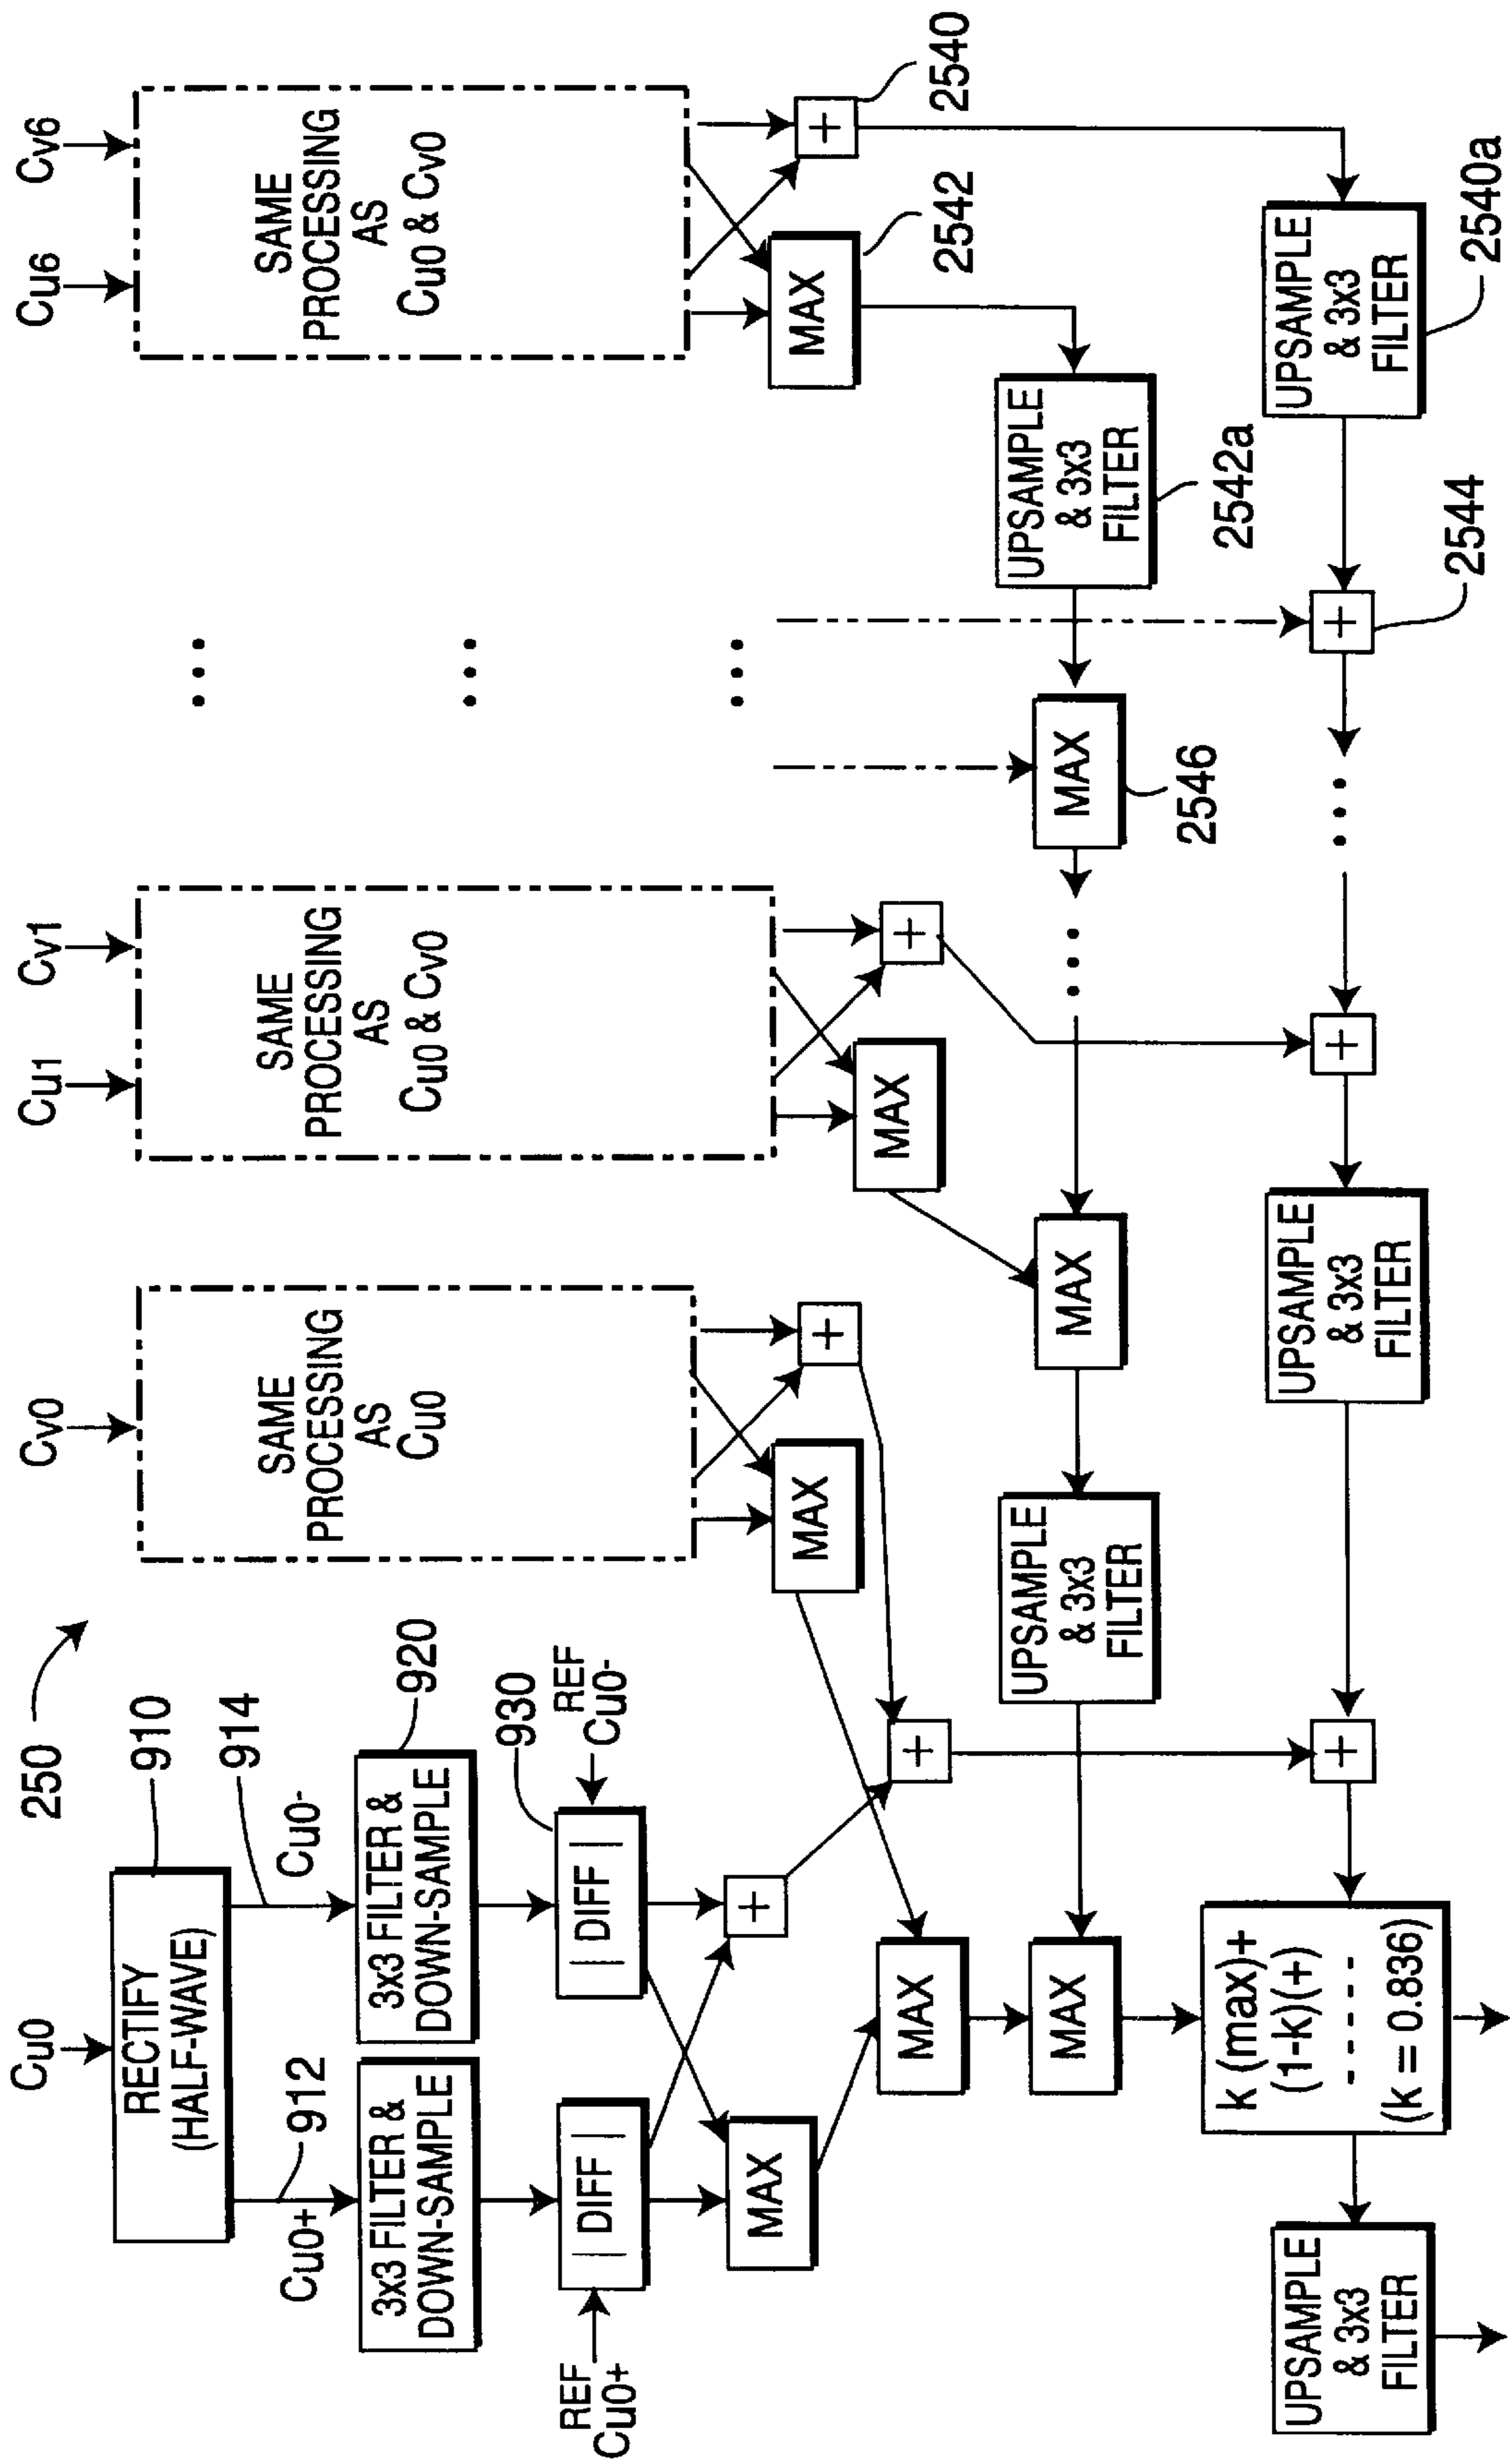 250
Cu0
Cv0
Cu1
Cv1
Cu6
Cv6
RECTIFY
(HALF-WAVE)
910
912
914
Cu0+
Cu0-
3x3 FILTER &
DOWN-SAMPLE
3x3 FILTER &
DOWN-SAMPLE
920
REF
Cu0+
| DIFF |
| DIFF |
930
REF
Cu0-
SAME
PROCESSING
AS
Cu0
SAME
PROCESSING
AS
Cu0 & Cv0
SAME
PROCESSING
AS
Cu0 & Cv0
MAX
+
MAX
+
MAX
+
MAX
2542
+
2540
MAX
+
MAX
UPSAMPLE
& 3x3
FILTER
MAX
MAX
2546
UPSAMPLE
& 3x3
FILTER
2542a
k (max)+
(1-k)(+)
- - - - -
(k = 0.836)
+
UPSAMPLE
& 3x3
FILTER
+
+
2544
UPSAMPLE
& 3x3
FILTER
2540a
UPSAMPLE
& 3x3
FILTER